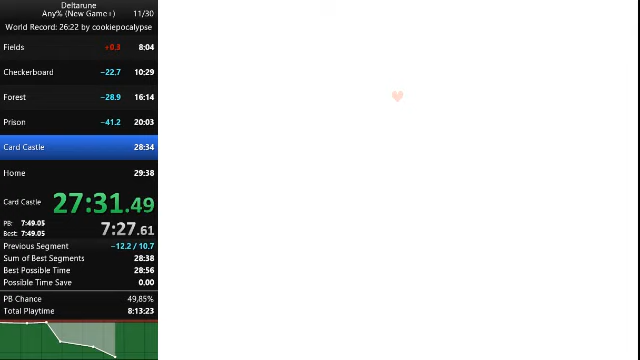 Deltarune
Any% (New Game+) 11/30
World Record: 26:22 by cookiepocalypse
Fields +0.3 8:04
Checkerboard −22.7 10:29
Forest −28.9 16:14
Prison −41.2 20:03
Card Castle 28:34
Home 29:38
Card Castle 27:31.49
PB: 7:49.05
Best: 7:49.05 7:27.61
Previous Segment −12.2 / 10.7
Sum of Best Segments 28:38
Best Possible Time 28:56
Possible Time Save 0.00
PB Chance 49,85%
Total Playtime 8:13:23